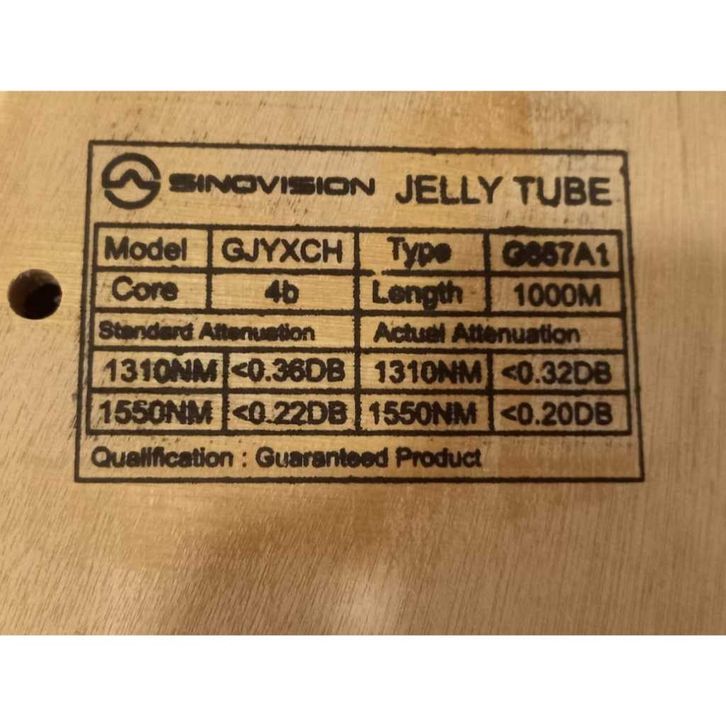 SINOVISION JELLY TUBE
Model GJYXCH Type G657A1
Core 4b Length 1000M
Standard Attenuation Actual Attenuation
1310NM <0.36DB 1310NM <0.32DB
1550NM <0.22DB 1550NM <0.20DB
Qualification : Guaranteed Product